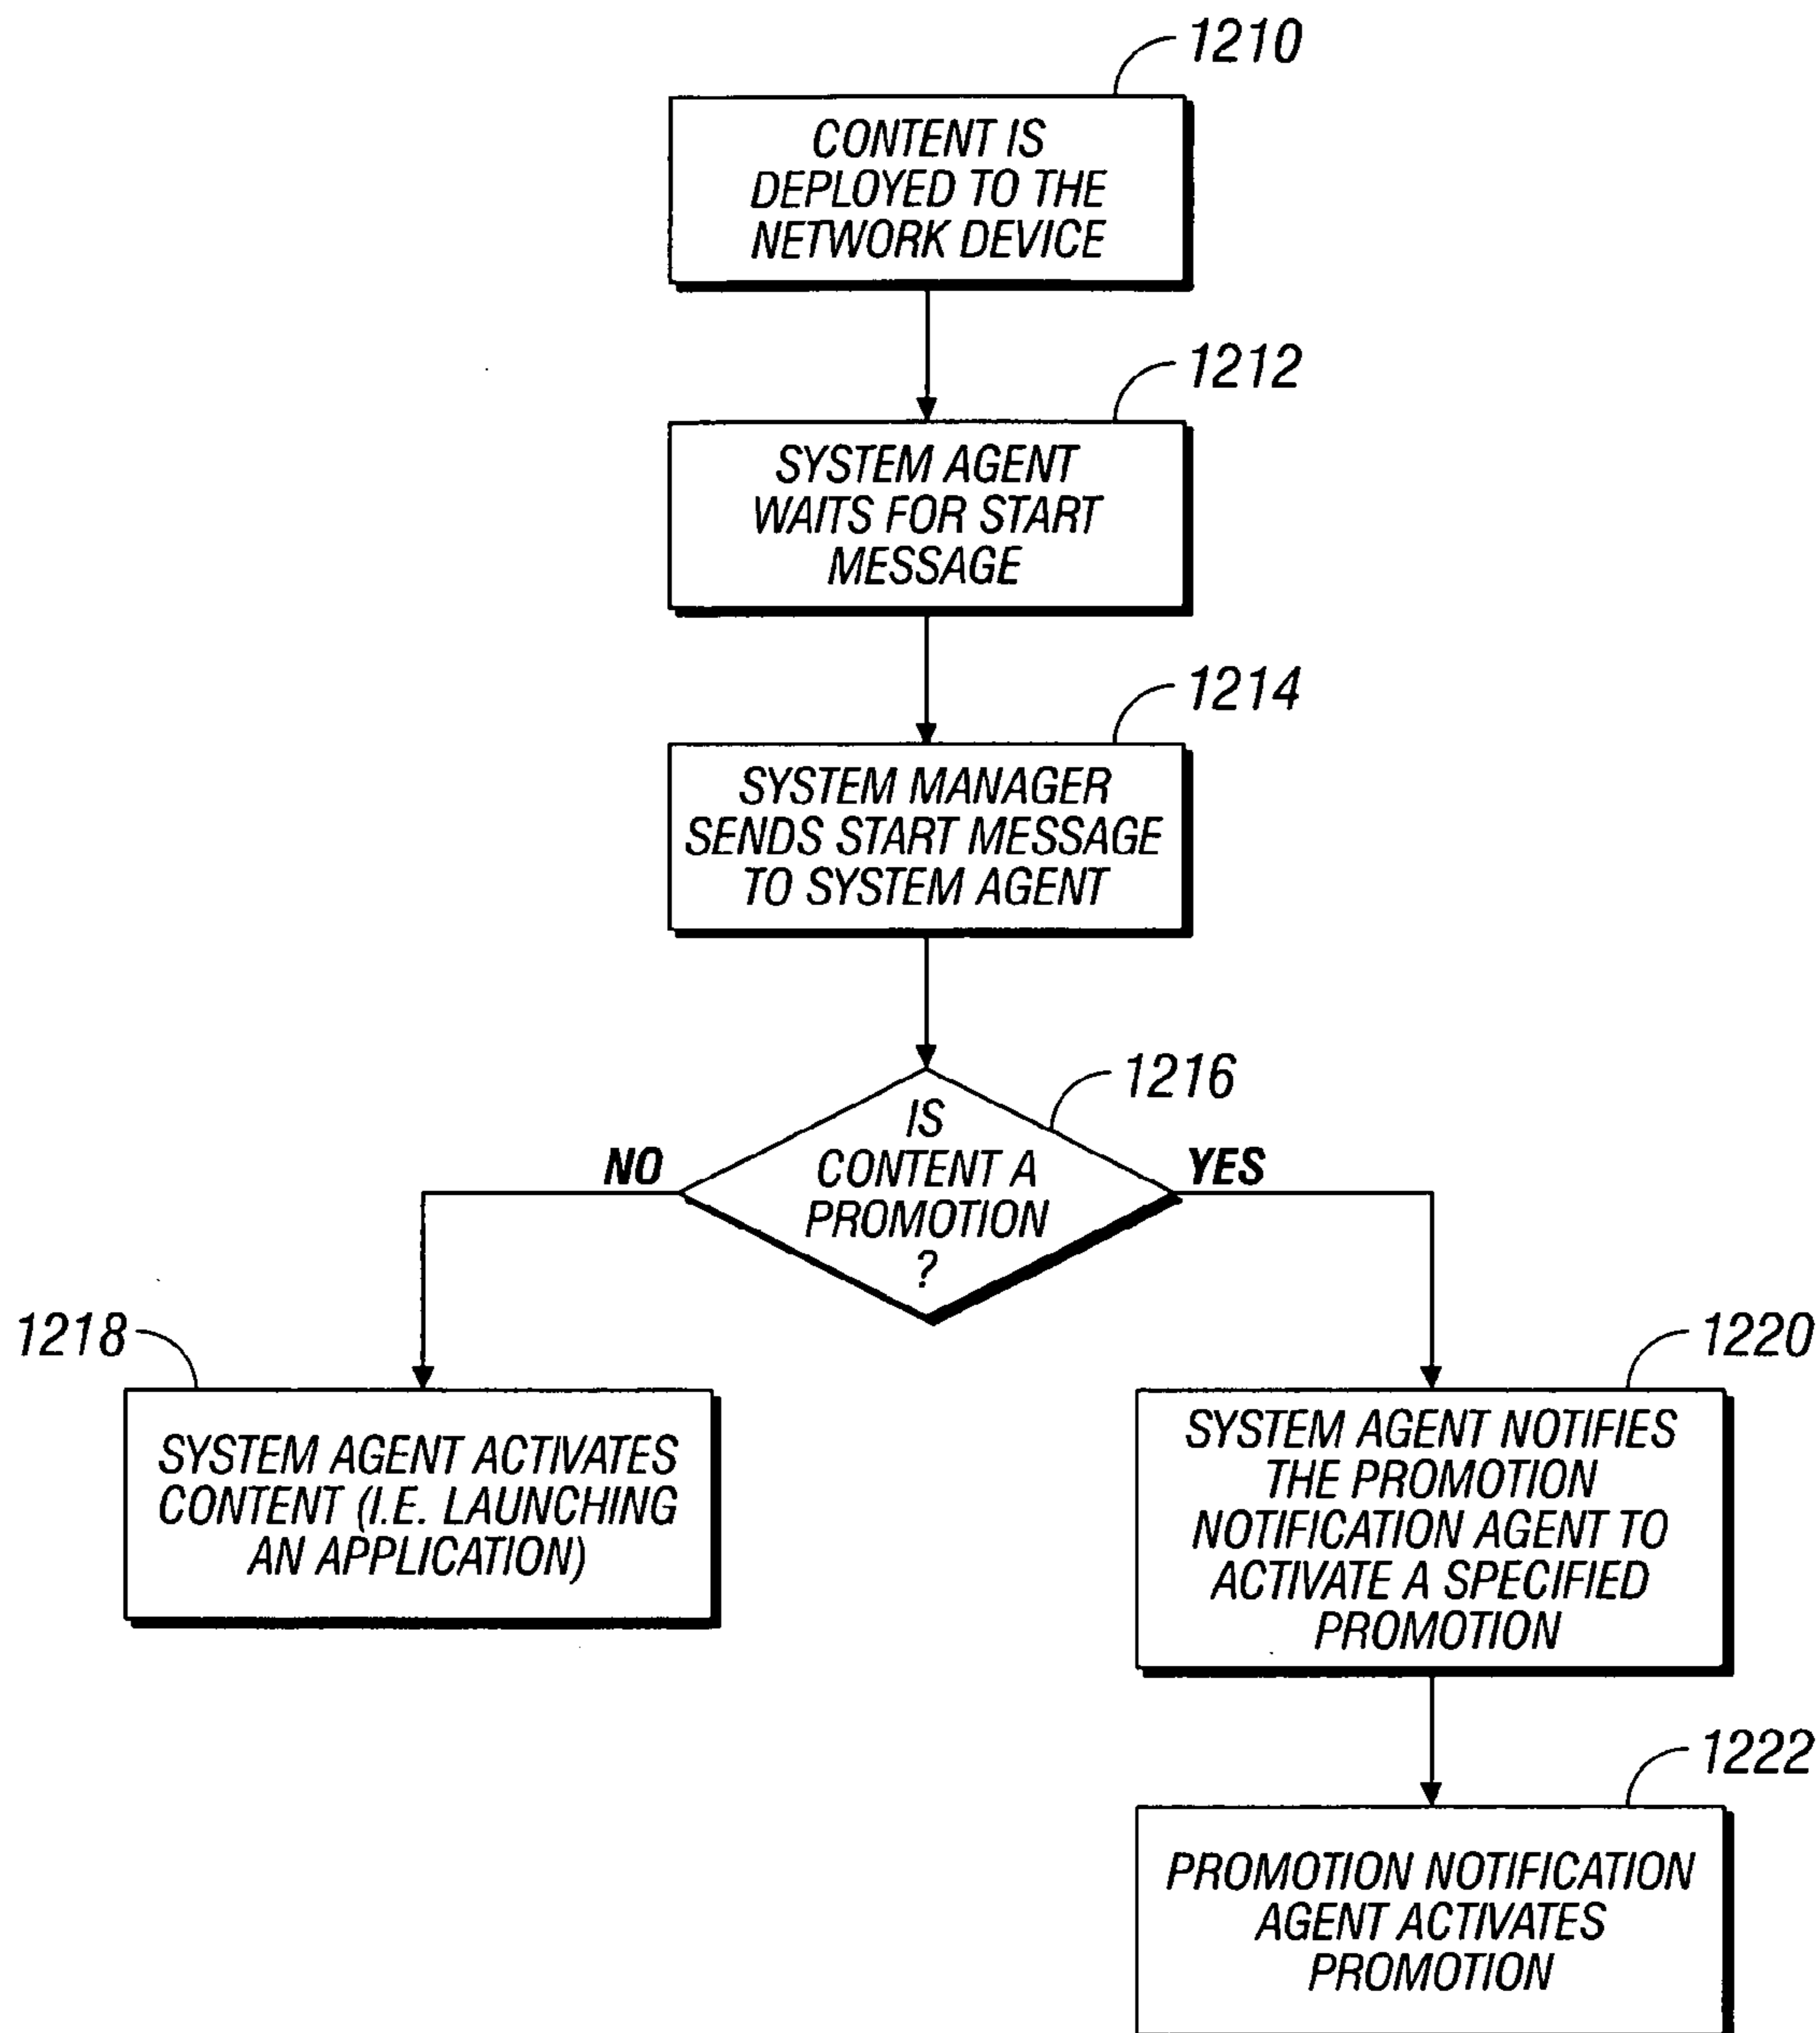 1210
CONTENT IS
DEPLOYED TO THE
NETWORK DEVICE
1212
SYSTEM AGENT
WAITS FOR START
MESSAGE
1214
SYSTEM MANAGER
SENDS START MESSAGE
TO SYSTEM AGENT
1216
IS
CONTENT A
PROMOTION
?
NO
YES
1218
SYSTEM AGENT ACTIVATES
CONTENT (I.E. LAUNCHING
AN APPLICATION)
1220
SYSTEM AGENT NOTIFIES
THE PROMOTION
NOTIFICATION AGENT TO
ACTIVATE A SPECIFIED
PROMOTION
1222
PROMOTION NOTIFICATION
AGENT ACTIVATES
PROMOTION